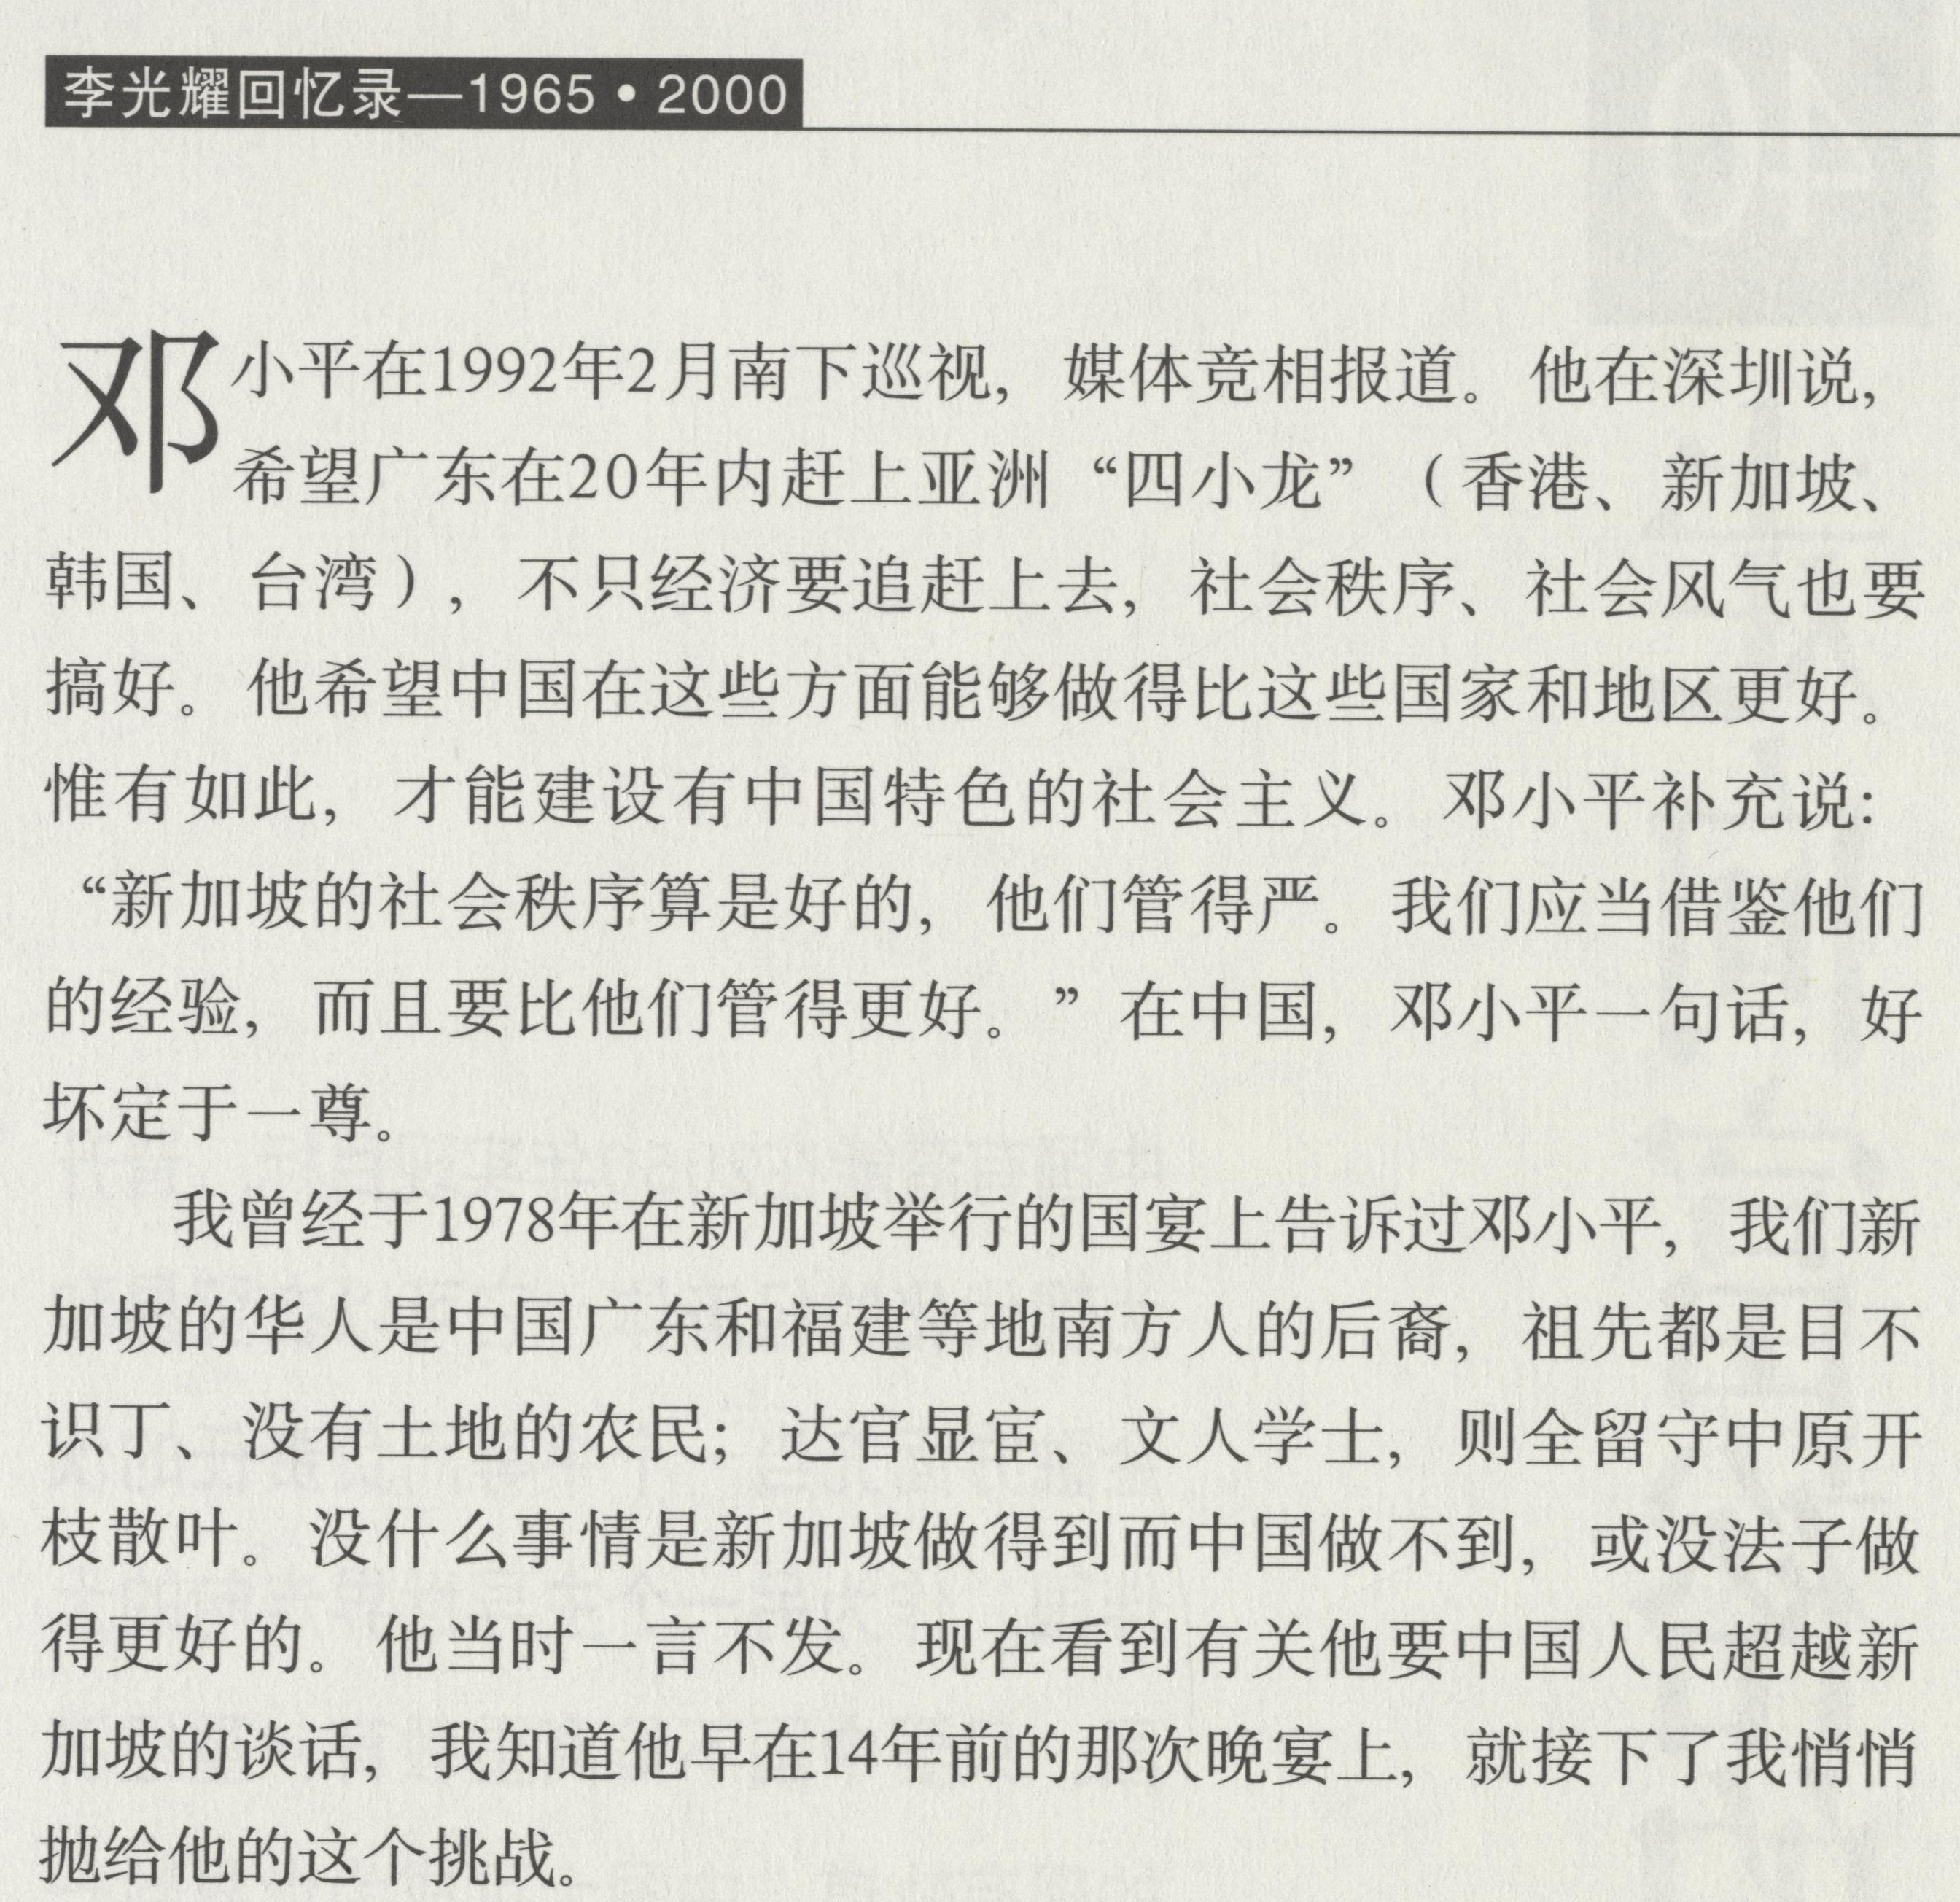 李光耀回忆录—1965•2000
邓小平在1992年2月南下巡视，媒体竞相报道。他在深圳说，
希望广东在20年内赶上亚洲“四小龙”（香港、新加坡、
韩国、台湾），不只经济要追赶上去，社会秩序、社会风气也要
搞好。他希望中国在这些方面能够做得比这些国家和地区更好。
惟有如此，才能建设有中国特色的社会主义。邓小平补充说：
“新加坡的社会秩序算是好的，他们管得严。我们应当借鉴他们
的经验，而且要比他们管得更好。”在中国，邓小平一句话，好
坏定于一尊。
我曾经于1978年在新加坡举行的国宴上告诉过邓小平，我们新
加坡的华人是中国广东和福建等地南方人的后裔，祖先都是目不
识丁、没有土地的农民；达官显宦、文人学士，则全留守中原开
枝散叶。没什么事情是新加坡做得到而中国做不到，或没法子做
得更好的。他当时一言不发。现在看到有关他要中国人民超越新
加坡的谈话，我知道他早在14年前的那次晚宴上，就接下了我悄悄
抛给他的这个挑战。